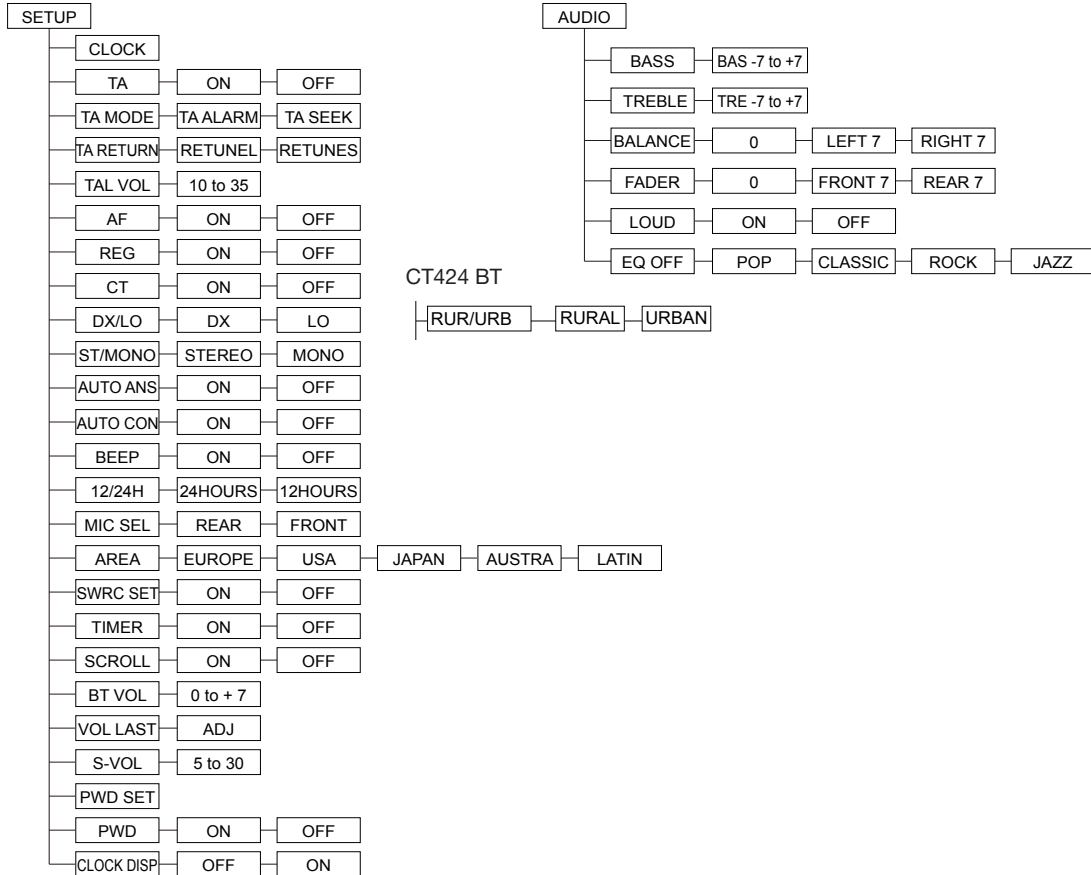 SETUP
CLOCK
TA ON OFF
TA MODE TA ALARM TA SEEK
TA RETURN RETUNEL RETUNES
TAL VOL 10 to 35
AF ON OFF
REG ON OFF
CT ON OFF
DX/LO DX LO
ST/MONO STEREO MONO
AUTO ANS ON OFF
AUTO CON ON OFF
BEEP ON OFF
12/24H 24HOURS 12HOURS
MIC SEL REAR FRONT
AREA EUROPE USA JAPAN AUSTRA LATIN
SWRC SET ON OFF
TIMER ON OFF
SCROLL ON OFF
BT VOL 0 to + 7
VOL LAST ADJ
S-VOL 5 to 30
PWD SET
PWD ON OFF
CLOCK DISP OFF ON
AUDIO
BASS BAS -7 to +7
TREBLE TRE -7 to +7
BALANCE 0 LEFT 7 RIGHT 7
FADER 0 FRONT 7 REAR 7
LOUD ON OFF
EQ OFF POP CLASSIC ROCK JAZZ
CT424 BT
RUR/URB RURAL URBAN